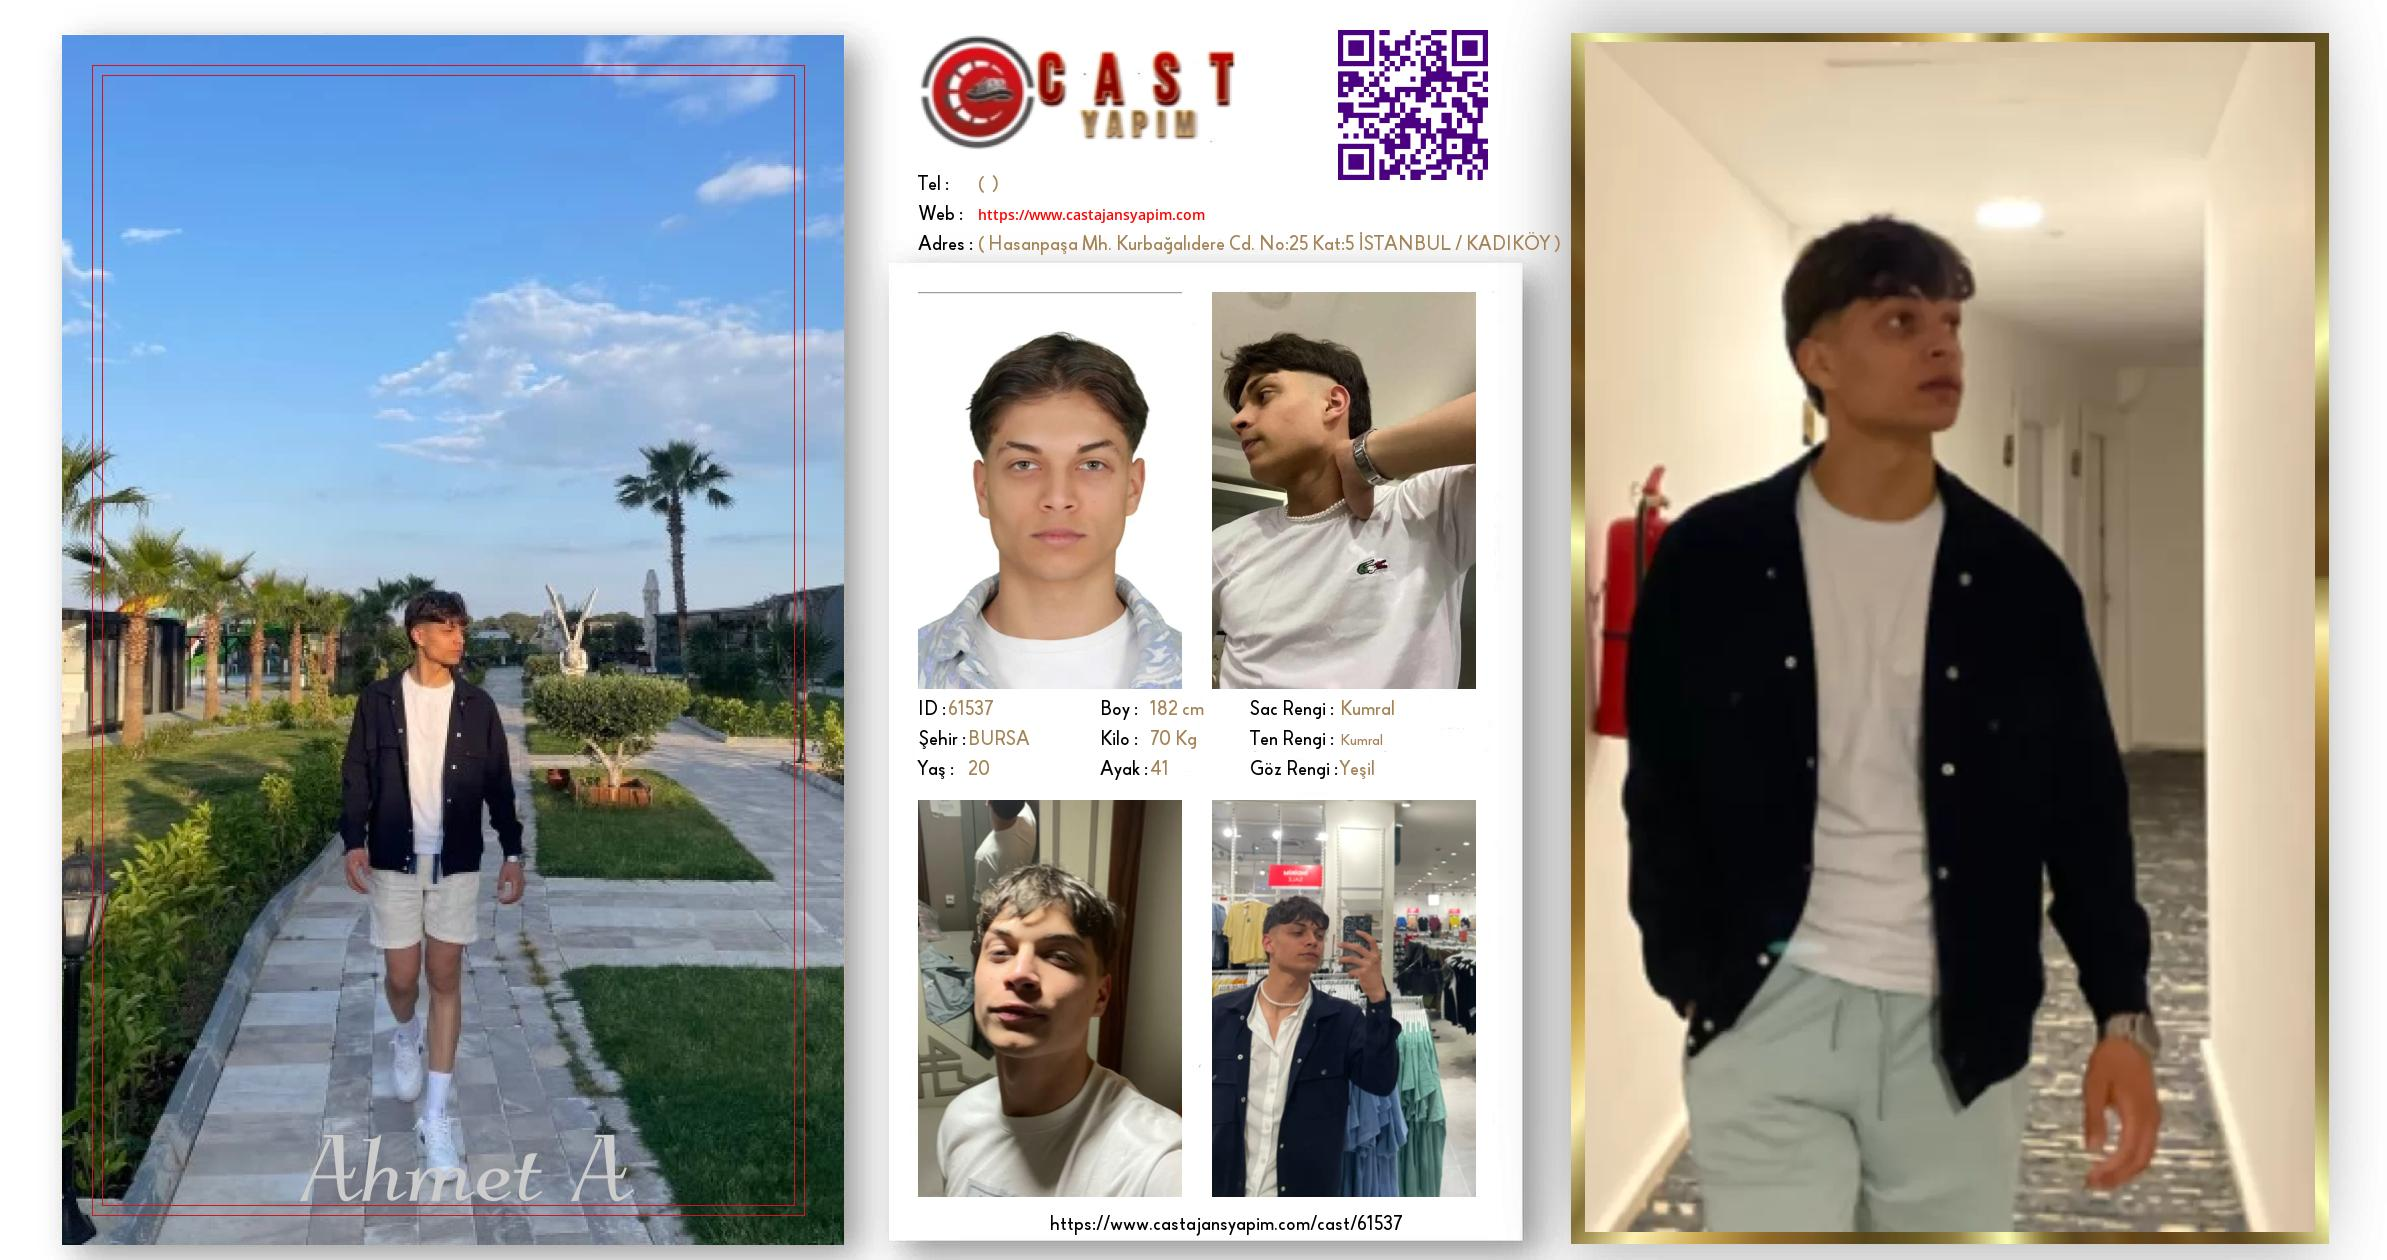 Ahmet A
CAST
YAPIM
Tel : ( )
Web : https://www.castajansyapim.com
Adres : ( Hasanpaşa Mh. Kurbağalıdere Cd. No:25 Kat:5 İSTANBUL / KADIKÖY )
ID : 61537 Boy : 182 cm Sac Rengi : Kumral
Şehir : BURSA Kilo : 70 Kg Ten Rengi : Kumral
Yaş : 20 Ayak : 41 Göz Rengi : Yeşil
https://www.castajansyapim.com/cast/61537